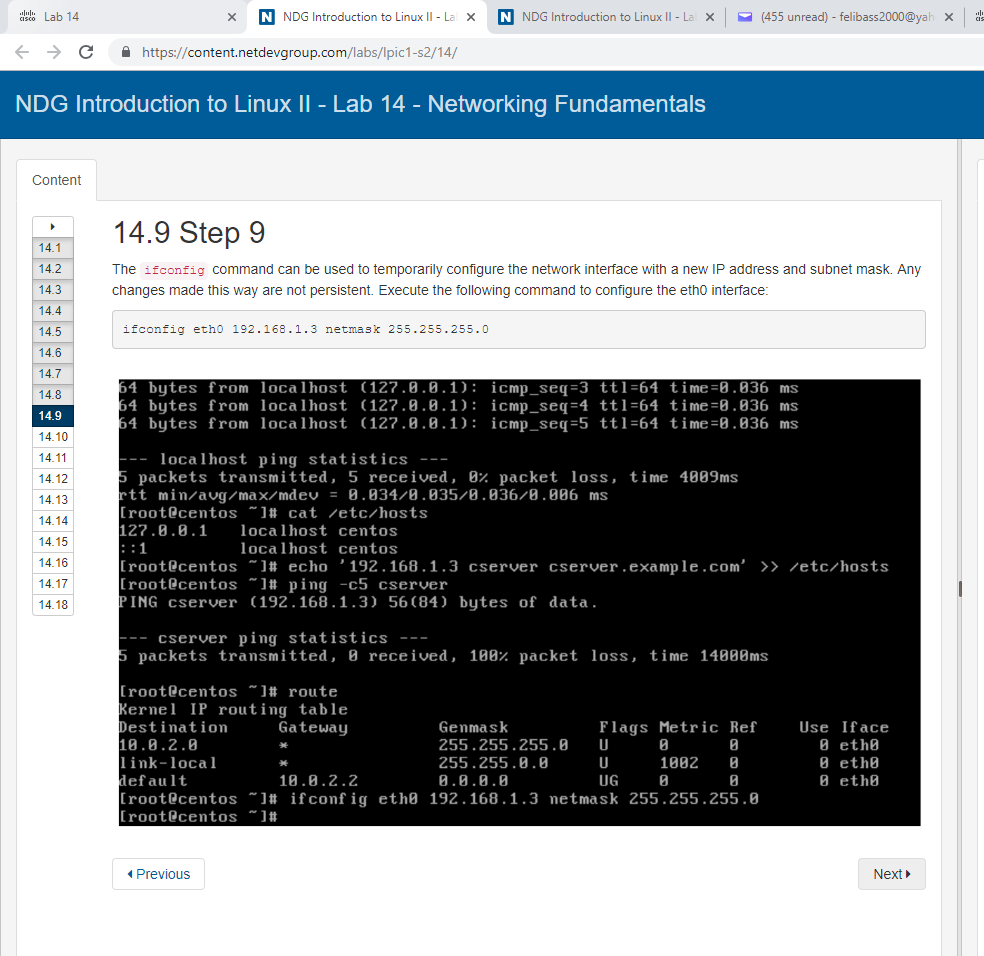 cisco Lab 14
N NDG Introduction to Linux II - La
N NDG Introduction to Linux II - La
(455 unread) - felibass2000@yah
https://content.netdevgroup.com/labs/lpic1-s2/14/
NDG Introduction to Linux II - Lab 14 - Networking Fundamentals
Content
14.1
14.2
14.3
14.4
14.5
14.6
14.7
14.8
14.9
14.10
14.11
14.12
14.13
14.14
14.15
14.16
14.17
14.18
14.9 Step 9
The ifconfig command can be used to temporarily configure the network interface with a new IP address and subnet mask. Any
changes made this way are not persistent. Execute the following command to configure the eth0 interface:
ifconfig eth0 192.168.1.3 netmask 255.255.255.0
64 bytes from localhost (127.0.0.1): icmp_seq=3 ttl=64 time=0.036 ms
64 bytes from localhost (127.0.0.1): icmp_seq=4 ttl=64 time=0.036 ms
64 bytes from localhost (127.0.0.1): icmp_seq=5 ttl=64 time=0.036 ms
--- localhost ping statistics ---
5 packets transmitted, 5 received, 0% packet loss, time 4009ms
rtt min/avg/max/mdev = 0.034/0.035/0.036/0.006 ms
[root@centos ~]# cat /etc/hosts
127.0.0.1 localhost centos
::1 localhost centos
[root@centos ~]# echo '192.168.1.3 cserver cserver.example.com' >> /etc/hosts
[root@centos ~]# ping -c5 cserver
PING cserver (192.168.1.3) 56(84) bytes of data.
--- cserver ping statistics ---
5 packets transmitted, 0 received, 100% packet loss, time 14000ms
[root@centos ~]# route
Kernel IP routing table
Destination Gateway Genmask Flags Metric Ref Use Iface
10.0.2.0 * 255.255.255.0 U 0 0 0 eth0
link-local * 255.255.0.0 U 1002 0 0 eth0
default 10.0.2.2 0.0.0.0 UG 0 0 0 eth0
[root@centos ~]# ifconfig eth0 192.168.1.3 netmask 255.255.255.0
[root@centos ~]#
Previous
Next